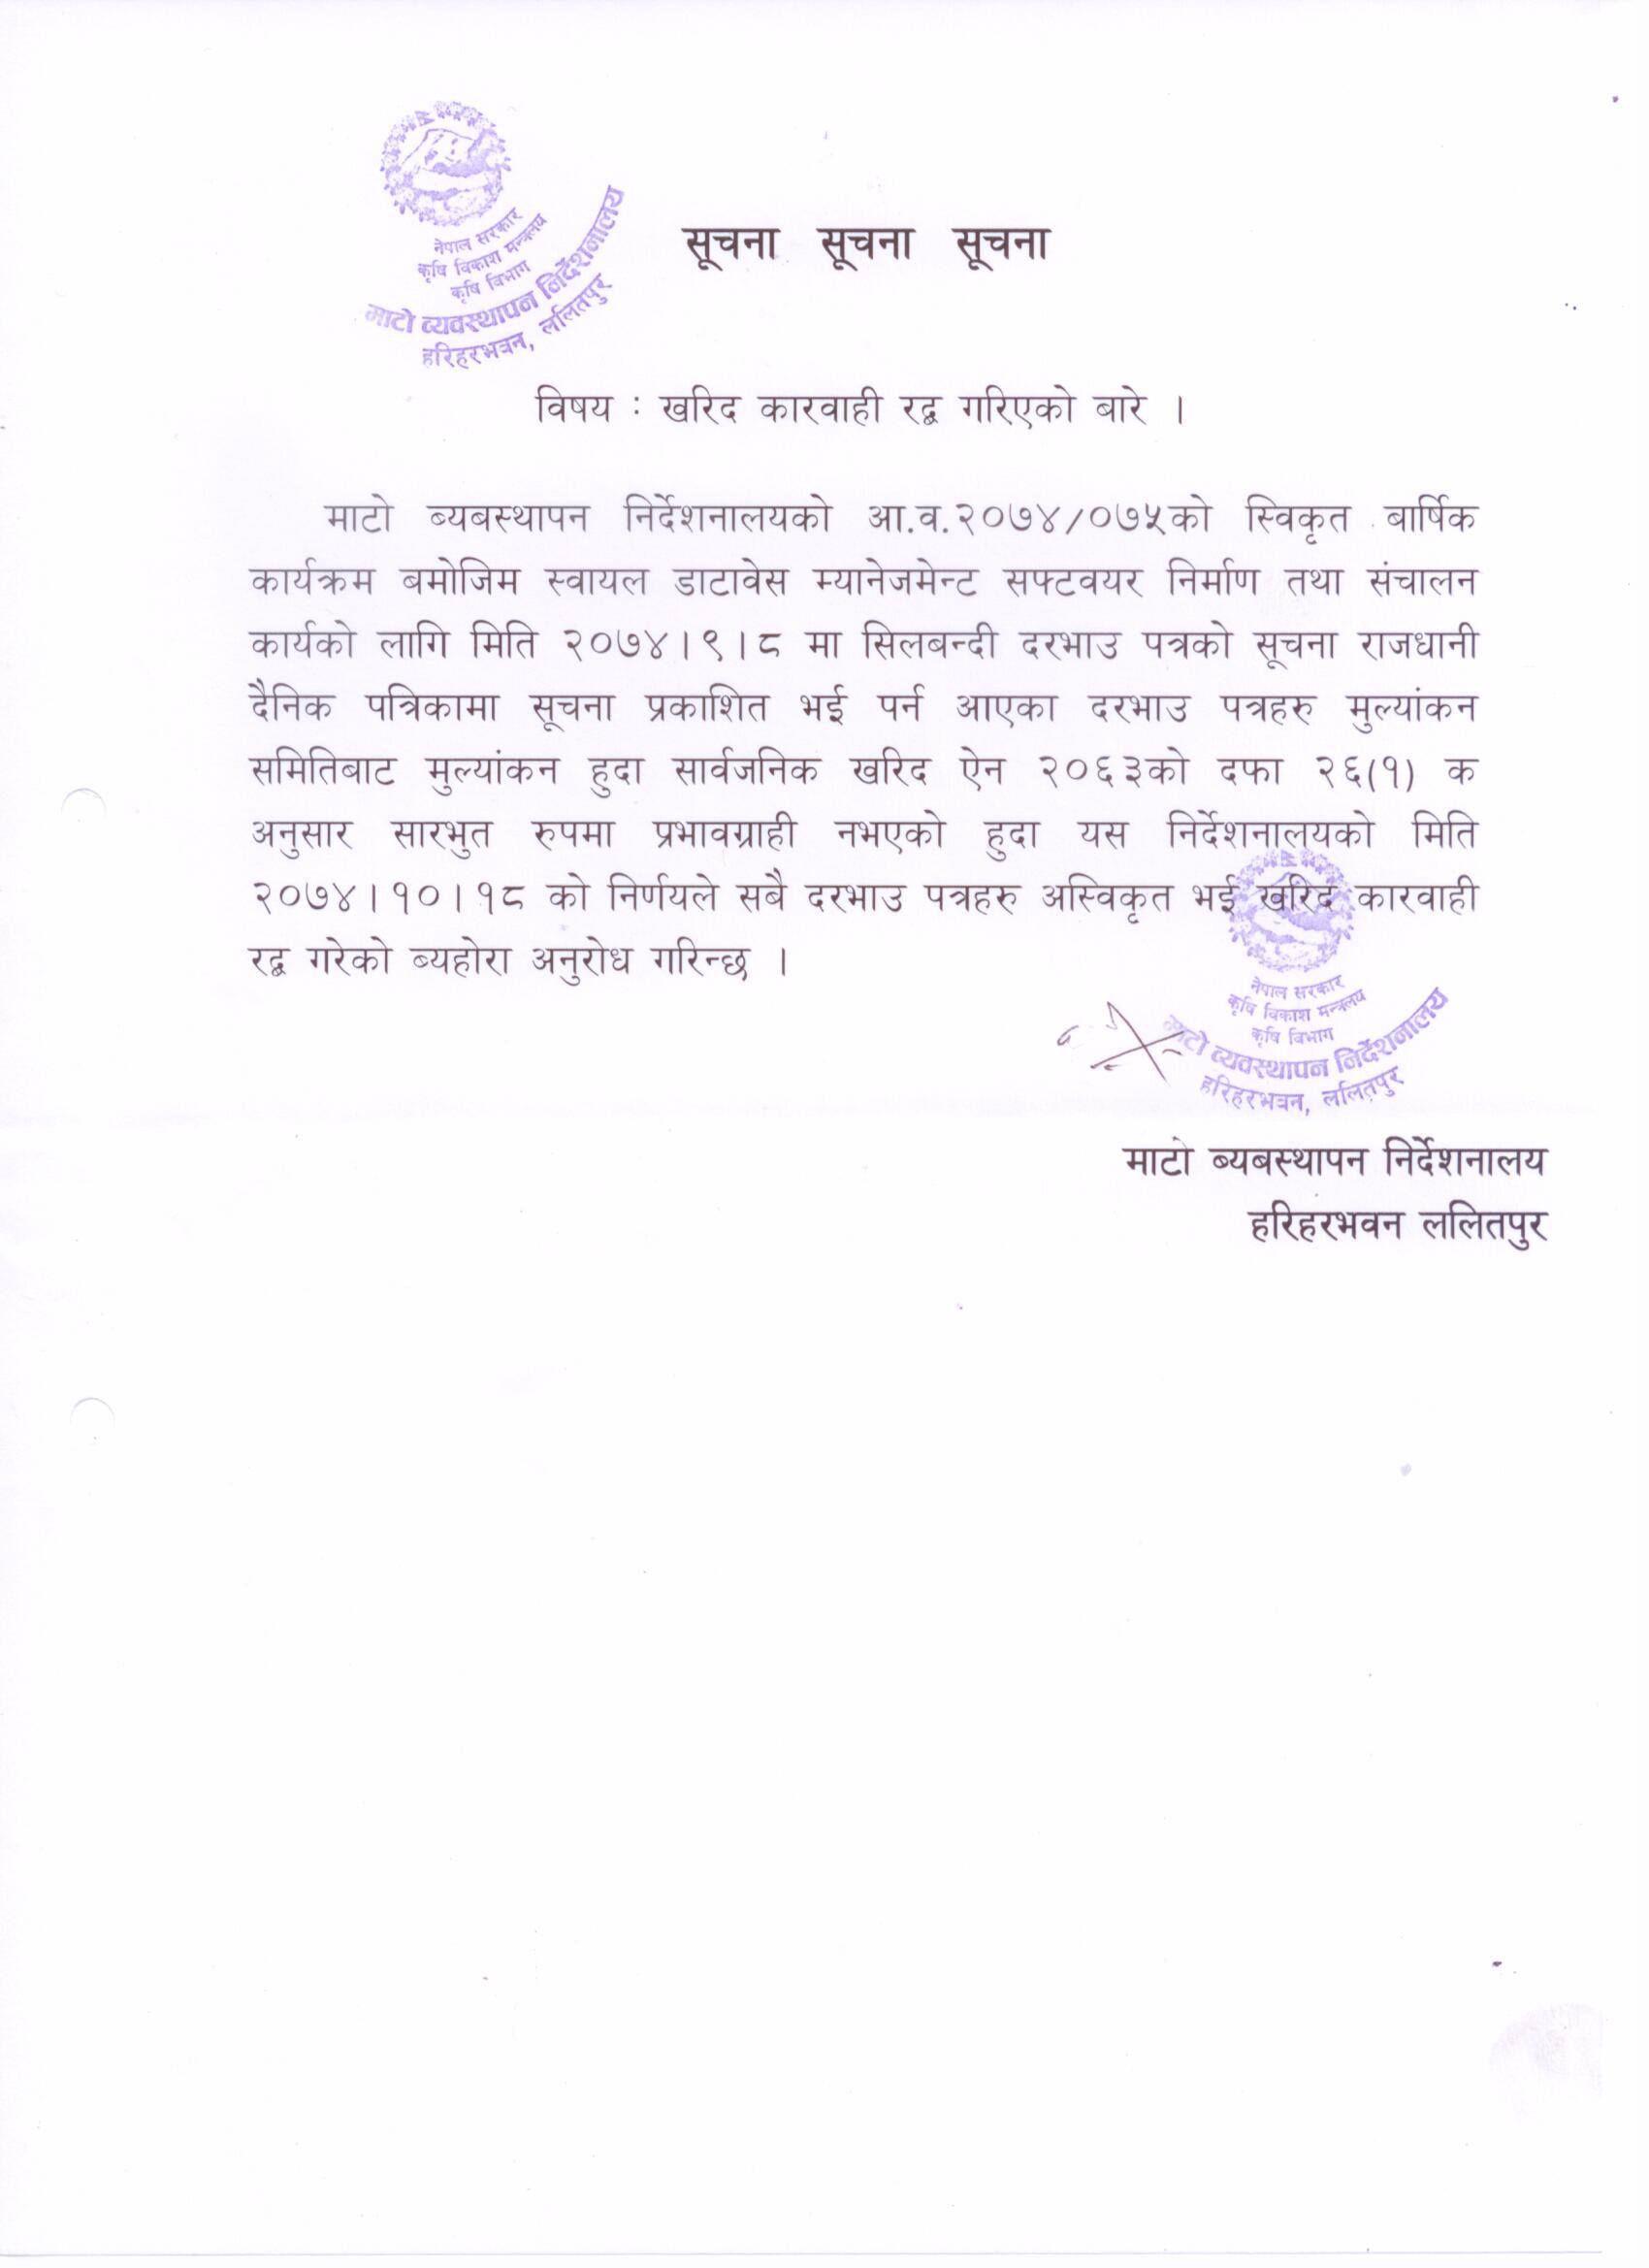 नेपाल सरकार
कृषि विकाश मन्त्रलय
कृषि विभाग
माटो व्यवस्थापन निर्देशनालय
हरिहरभवन, ललितपुर
सूचना सूचना सूचना
विषय : खरिद कारवाही रद्ध गरिएको बारे ।
माटो ब्यबस्थापन निर्देशनालयको आ.व.२०७४/०७५को स्विकृत बार्षिक
कार्यक्रम बमोजिम स्वायल डाटावेस म्यानेजमेन्ट सफ्टवयर निर्माण तथा संचालन
कार्यको लागि मिति २०७४।९।८ मा सिलबन्दी दरभाउ पत्रको सूचना राजधानी
दैनिक पत्रिकामा सूचना प्रकाशित भई पर्न आएका दरभाउ पत्रहरु मुल्यांकन
समितिबाट मुल्यांकन हुदा सार्वजनिक खरिद ऐन २०६३को दफा २६(१) क
अनुसार सारभुत रुपमा प्रभावग्राही नभएको हुदा यस निर्देशनालयको मिति
२०७४।१०।१८ को निर्णयले सबै दरभाउ पत्रहरु अस्विकृत भई खरिद कारवाही
रद्ध गरेको ब्यहोरा अनुरोध गरिन्छ ।
नेपाल सरकार
कृषि विकाश मन्त्रलय
कृषि विभाग
माटो व्यवस्थापन निर्देशनालय
हरिहरभवन, ललितपुर
माटो ब्यबस्थापन निर्देशनालय
हरिहरभवन ललितपुर